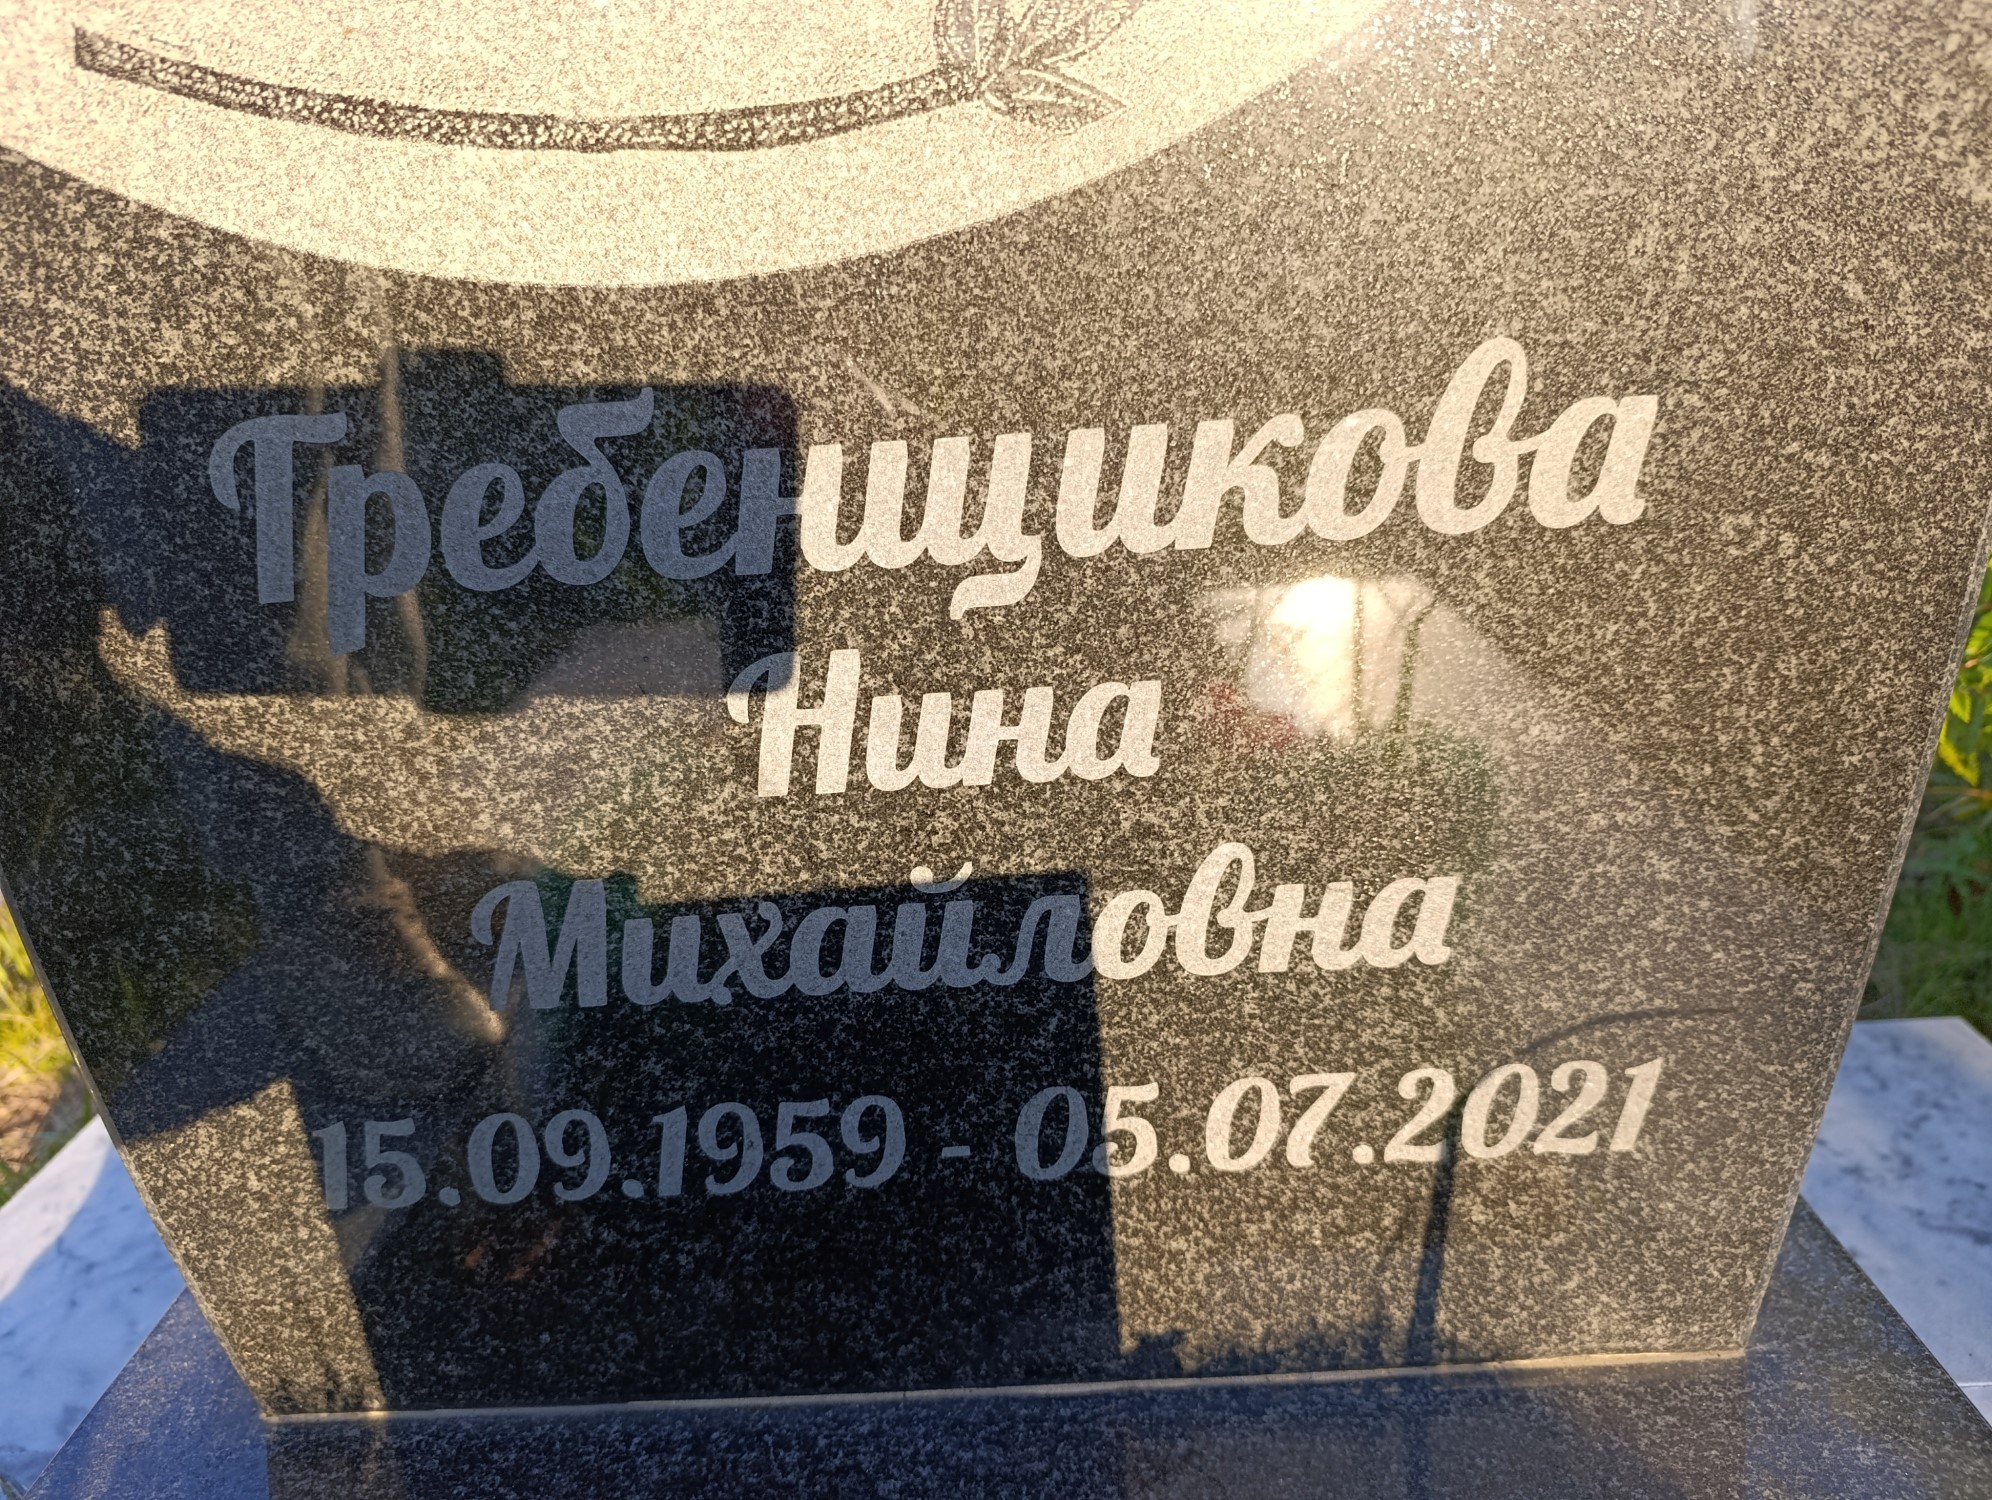 Гребенщикова
Нина
Михайловна
15.09.1959 - 05.07.2021